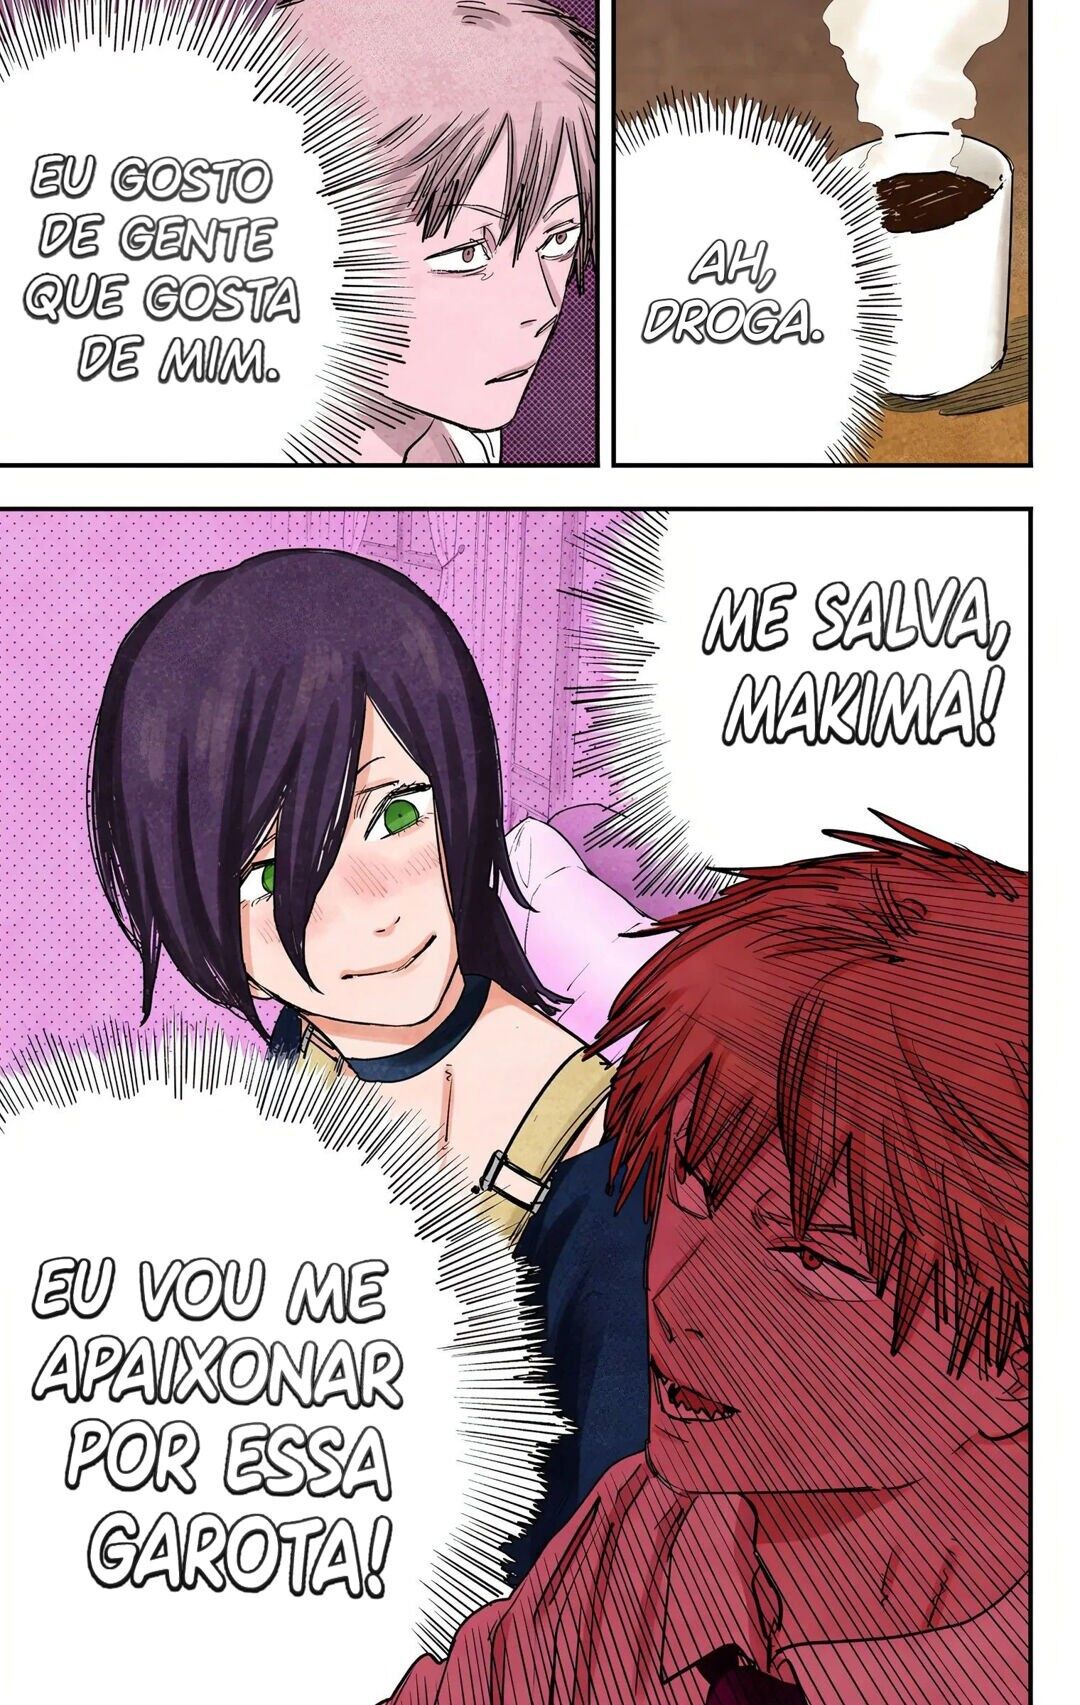 AH,
DROGA.
EU GOSTO
DE GENTE
QUE GOSTA
DE MIM.
ME SALVA,
MAKIMA!
EU VOU ME
APAIXONAR
POR ESSA
GAROTA!